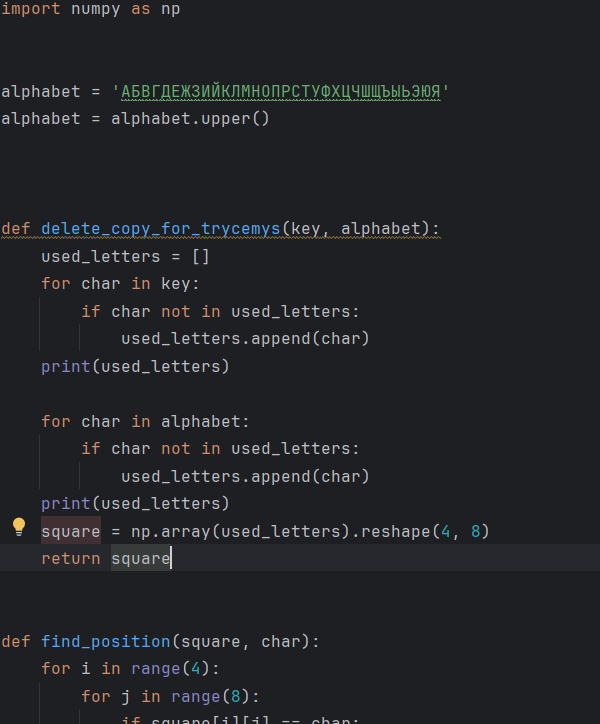 import numpy as np
alphabet = 'АБВГДЕЖЗИЙКЛМНОПРСТУФХЦЧШЩЪЫЬЭЮЯ'
alphabet = alphabet.upper()
def delete_copy_for_trycemys(key, alphabet):
used_letters = []
for char in key:
if char not in used_letters:
used_letters.append(char)
print(used_letters)
for char in alphabet:
if char not in used_letters:
used_letters.append(char)
print(used_letters)
square = np.array(used_letters).reshape(4, 8)
return square
def find_position(square, char):
for i in range(4):
for j in range(8):
if square[i][j] == char: